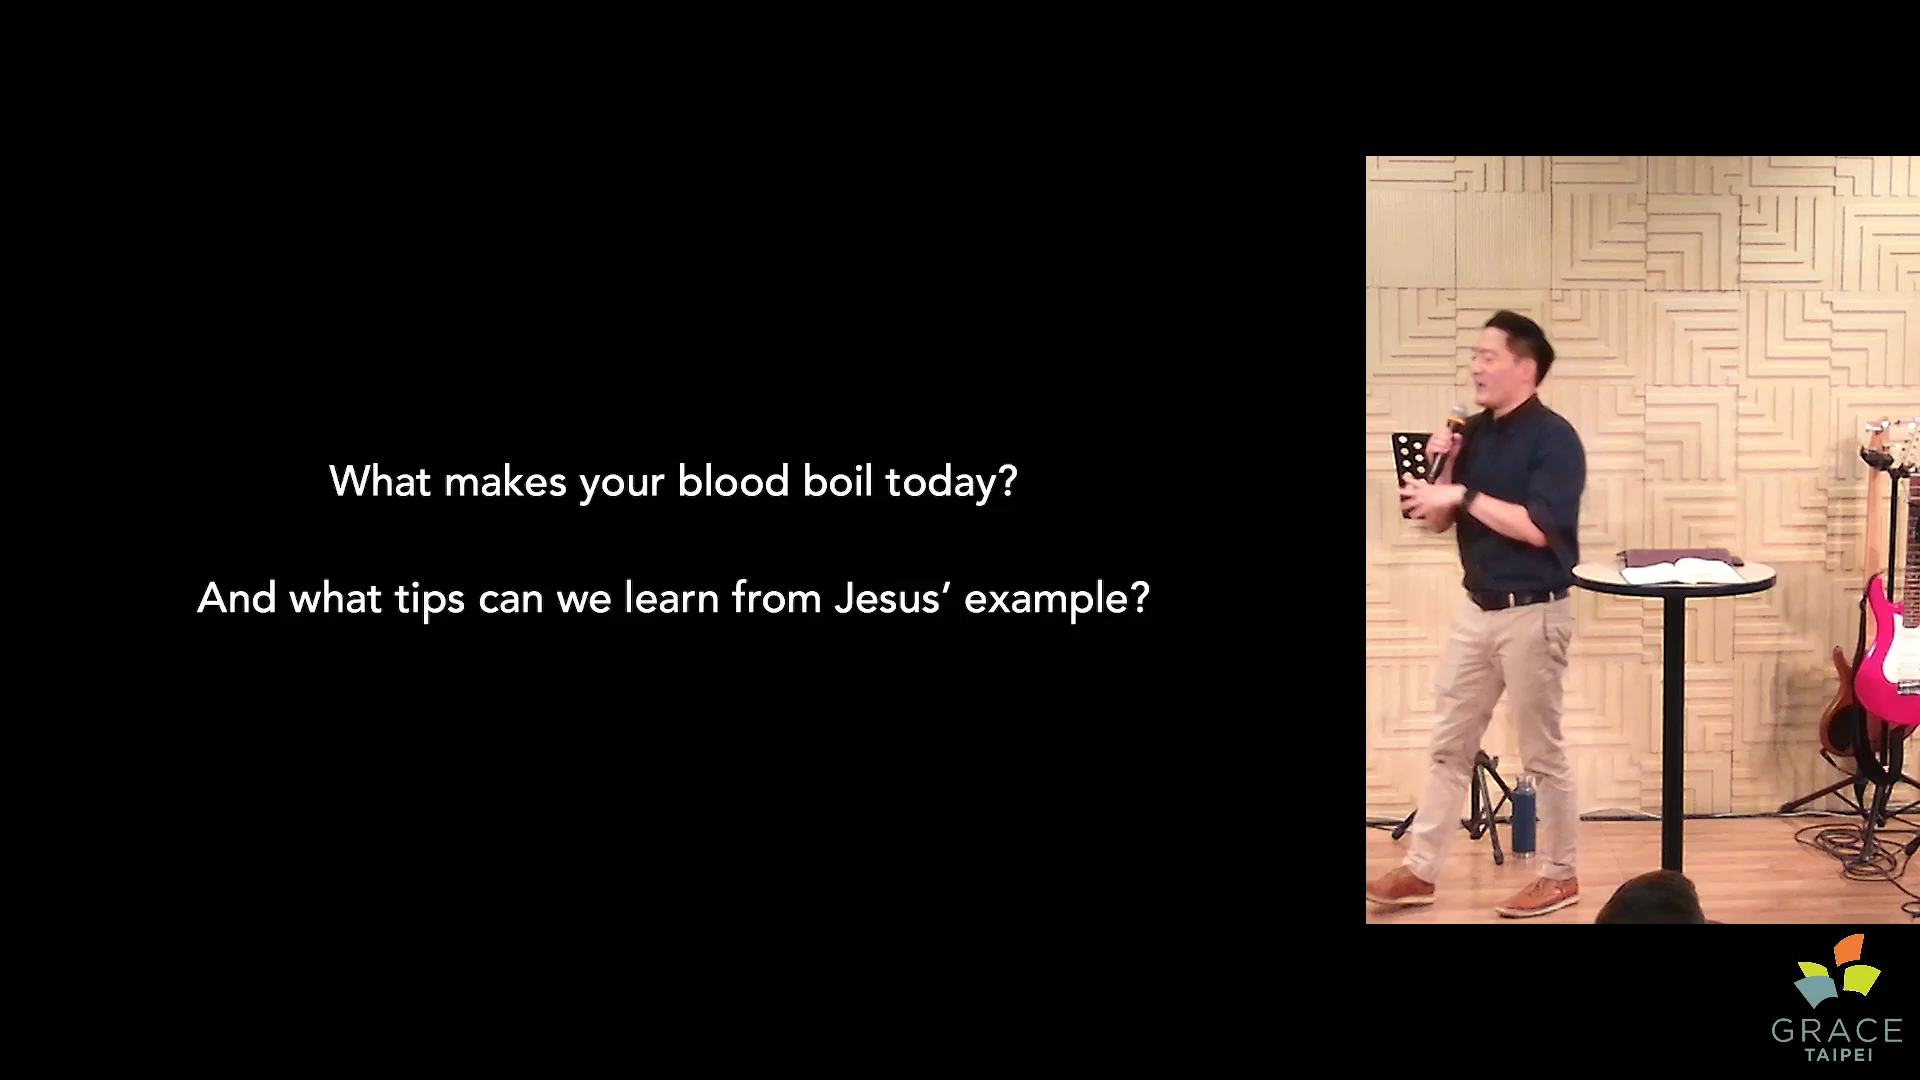 What makes your blood boil today?
And what tips can we learn from Jesus’ example?
GRACE
TAIPEI